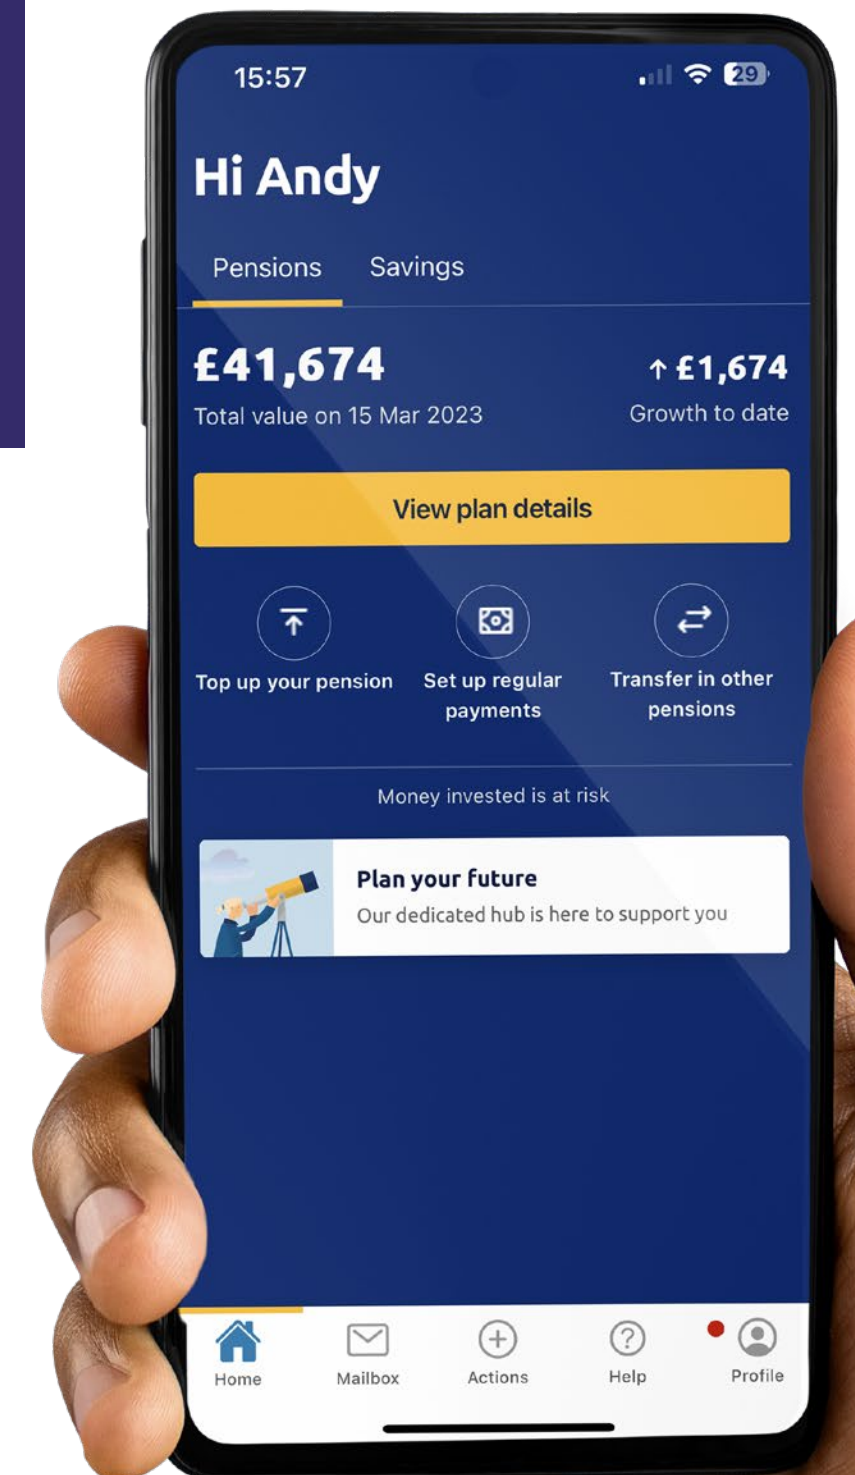 15:57
29
Hi Andy
Pensions Savings
£41,674
↑ £1,674
Total value on 15 Mar 2023
Growth to date
View plan details
Top up your pension
Set up regular
payments
Transfer in other
pensions
Money invested is at risk
Plan your future
Our dedicated hub is here to support you
Home Mailbox Actions Help Profile